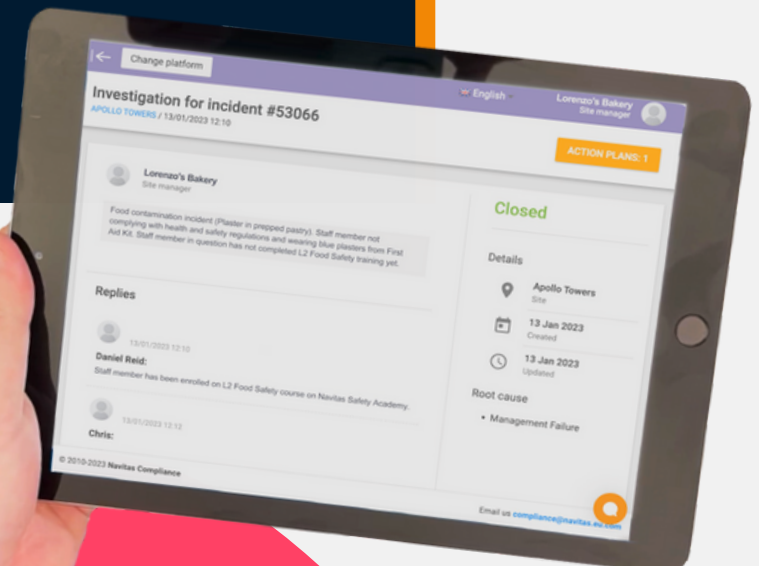 Change platform
English
Lorenzo's Bakery
Site manager
Investigation for incident #53066
APOLLO TOWERS / 13/01/2023 12:10
ACTION PLANS: 1
Lorenzo's Bakery
Site manager
Food contamination incident (Plaster in prepped pastry). Staff member not
complying with health and safety regulations and wearing blue plasters from First
Aid Kit. Staff member in question has not completed L2 Food Safety training yet.
Replies
13/01/2023 12:10
Daniel Reid:
Staff member has been enrolled on L2 Food Safety course on Navitas Safety Academy.
13/01/2023 12:12
Chris:
Closed
Details
Apollo Towers
Site
13 Jan 2023
Created
13 Jan 2023
Updated
Root cause
• Management Failure
© 2010-2023 Navitas Compliance
Email us compliance@navitas.eu.com